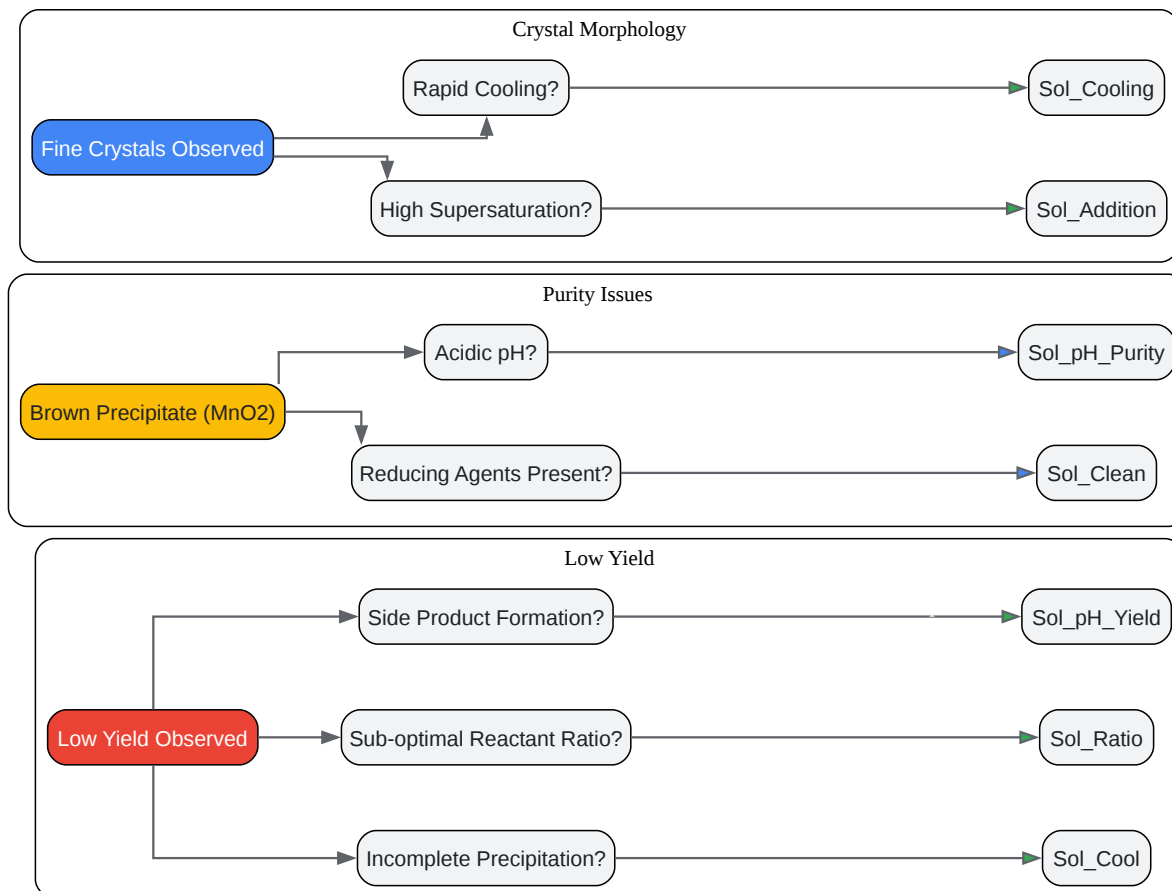 Crystal Morphology
Rapid Cooling?
Sol_Cooling
Fine Crystals Observed
High Supersaturation?
Sol_Addition
Purity Issues
Acidic pH?
Sol_pH_Purity
Brown Precipitate (MnO2)
Reducing Agents Present?
Sol_Clean
Low Yield
Side Product Formation?
Sol_pH_Yield
Low Yield Observed
Sub-optimal Reactant Ratio?
Sol_Ratio
Incomplete Precipitation?
Sol_Cool